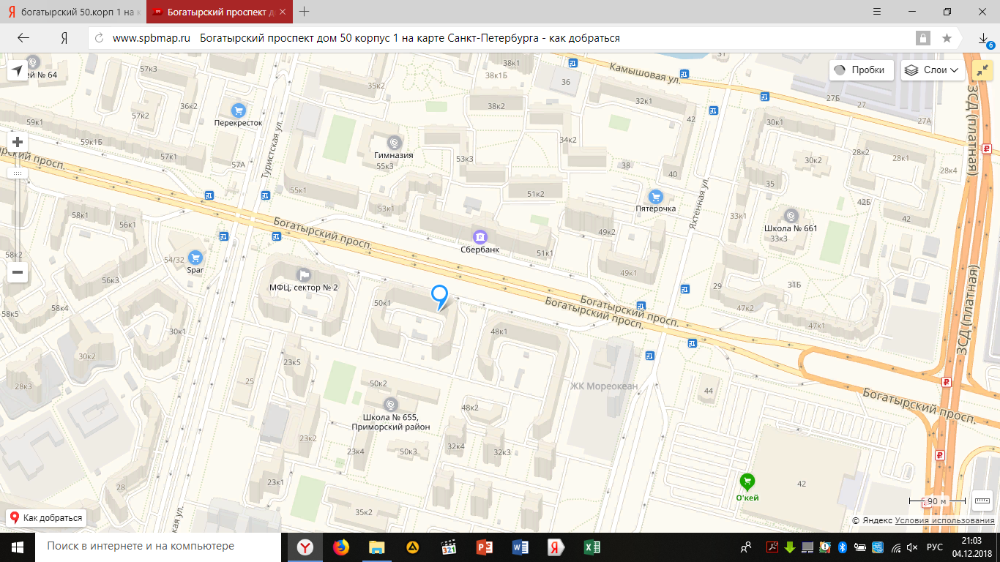 богатырский 50.корп 1 на к
Богатырский проспект д
www.spbmap.ru Богатырский проспект дом 50 корпус 1 на карте Санкт-Петербурга - как добраться
6
ей № 64
Пробки
Слои
38к1
38к1Б
36
31
Камышовая ул.
35к2
57к2
36к2
Перекресток
59к1
59к1Б
57к1
57А
Туристская ул.
38к2
32к1
42
27Б
27А
30к1
34к2
Гимназия
55к3
53к3
38
40
30к2
28к2
28к1
28к4
ЗСД (платная)
рский просп.
55к1
53к1
51к2
Пятёрочка
35
Яхтенная ул.
33к1
Школа № 661
33к3
42Б
42
58к1
56к1
58к2
Богатырский просп.
Сбербанк
51к1
49к2
49к1
54/32
Spar
МФЦ, сектор № 2
56к3
58к4
58к5
50к1
Богатырский просп.
Богатырский просп.
29
31Б
47к2
47к1
ЗСД (платная)
30к1
30к2
28к3
48к1
23к5
25
50к2
ЖК Мореокеан
44
Богатырский просп.
Школа № 655,
Приморский район
48к2
23к2
23к4
50к3
32к4
32к3
23к1
28
35к2
О'кей
42
90 м
кая ул.
Как добраться
© Яндекс Условия использования
Поиск в интернете и на компьютере
321
РУС
21:03
04.12.2018